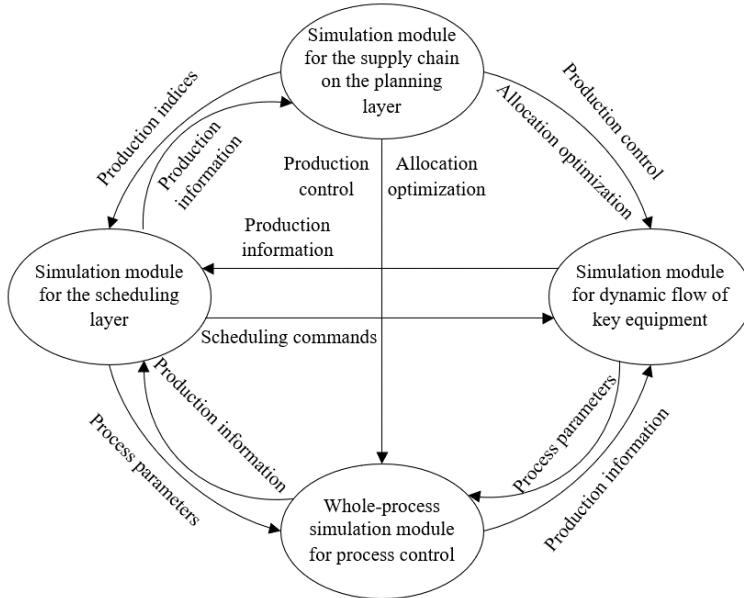 Simulation module
for the supply chain
on the planning
layer
Production indices
Production
information
Production control
Allocation optimization
Production
control
Allocation
optimization
Production
information
Simulation module
for the scheduling
layer
Simulation module
for dynamic flow of
key equipment
Scheduling commands
Process parameters
Production information
Process parameters
Production information
Whole-process
simulation module
for process control